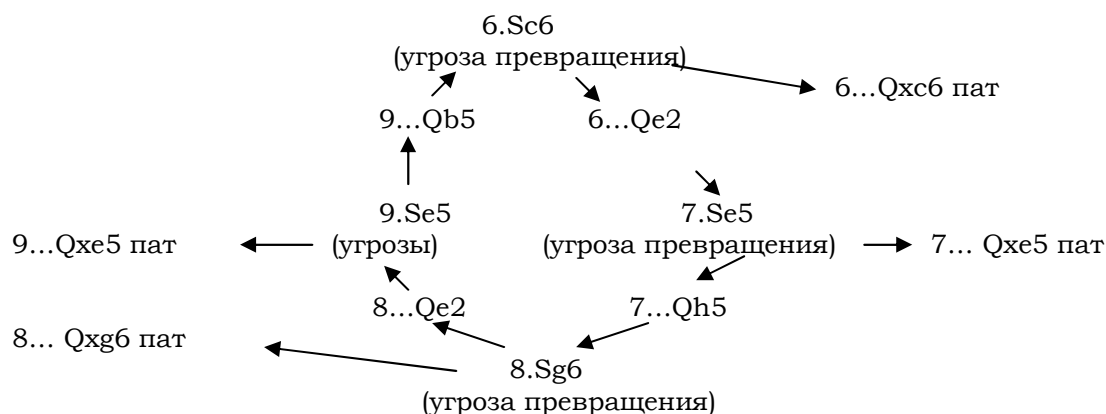 6.Sc6
(угроза превращения)
6…Qxc6 пат
9…Qb5
6…Qe2
9.Se5
7.Se5
9…Qxe5 пат
(угрозы)
(угроза превращения)
7… Qxe5 пат
8…Qe2
7…Qh5
8… Qxg6 пат
8.Sg6
(угроза превращения)